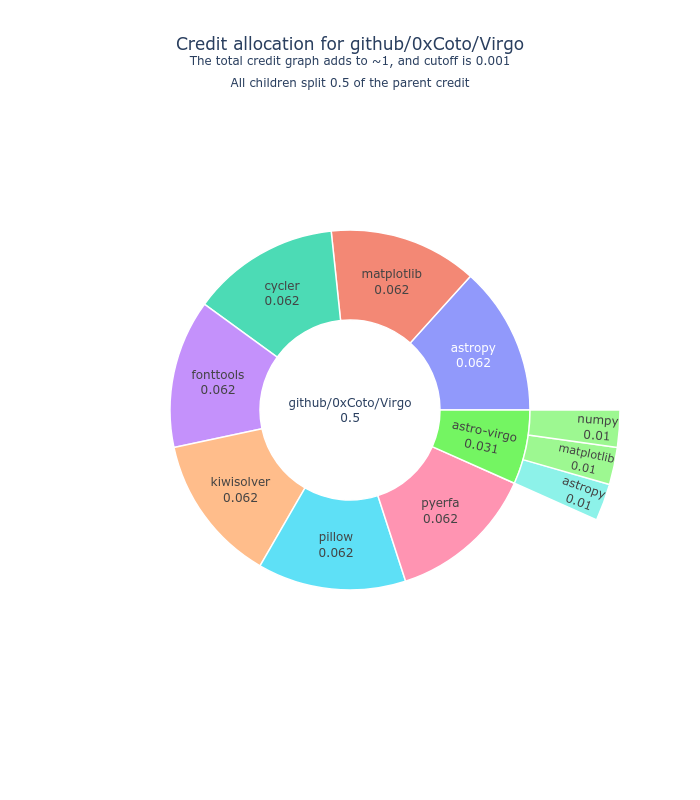 Credit allocation for github/0xCoto/Virgo
The total credit graph adds to ~1, and cutoff is 0.001
All children split 0.5 of the parent credit
matplotlib
0.062
cycler
0.062
astropy
0.062
fonttools
0.062
github/0xCoto/Virgo
0.5
astro-virgo
0.031
numpy
0.01
matplotlib
0.01
astropy
0.01
kiwisolver
0.062
pyerfa
0.062
pillow
0.062